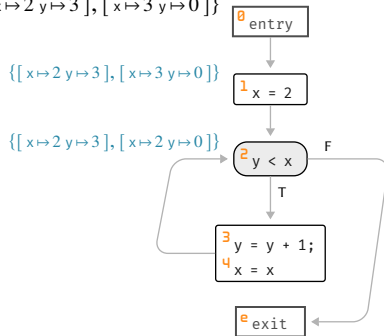 x↦2 y↦3 ], [ x↦3 y↦0 ]}
0 entry
{[ x↦2 y↦3 ], [ x↦3 y↦0 ]}
1 x = 2
{[ x↦2 y↦3 ], [ x↦2 y↦0 ]}
2 y < x
F
T
3 y = y + 1;
4 x = x
e exit